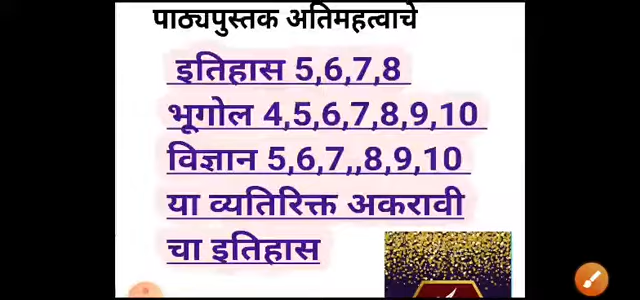 पाठ्यपुस्तक अतिमहत्वाचे
इतिहास 5,6,7,8
भूगोल 4,5,6,7,8,9,10
विज्ञान 5,6,7,,8,9,10
या व्यतिरिक्त अकरावी
चा इतिहास